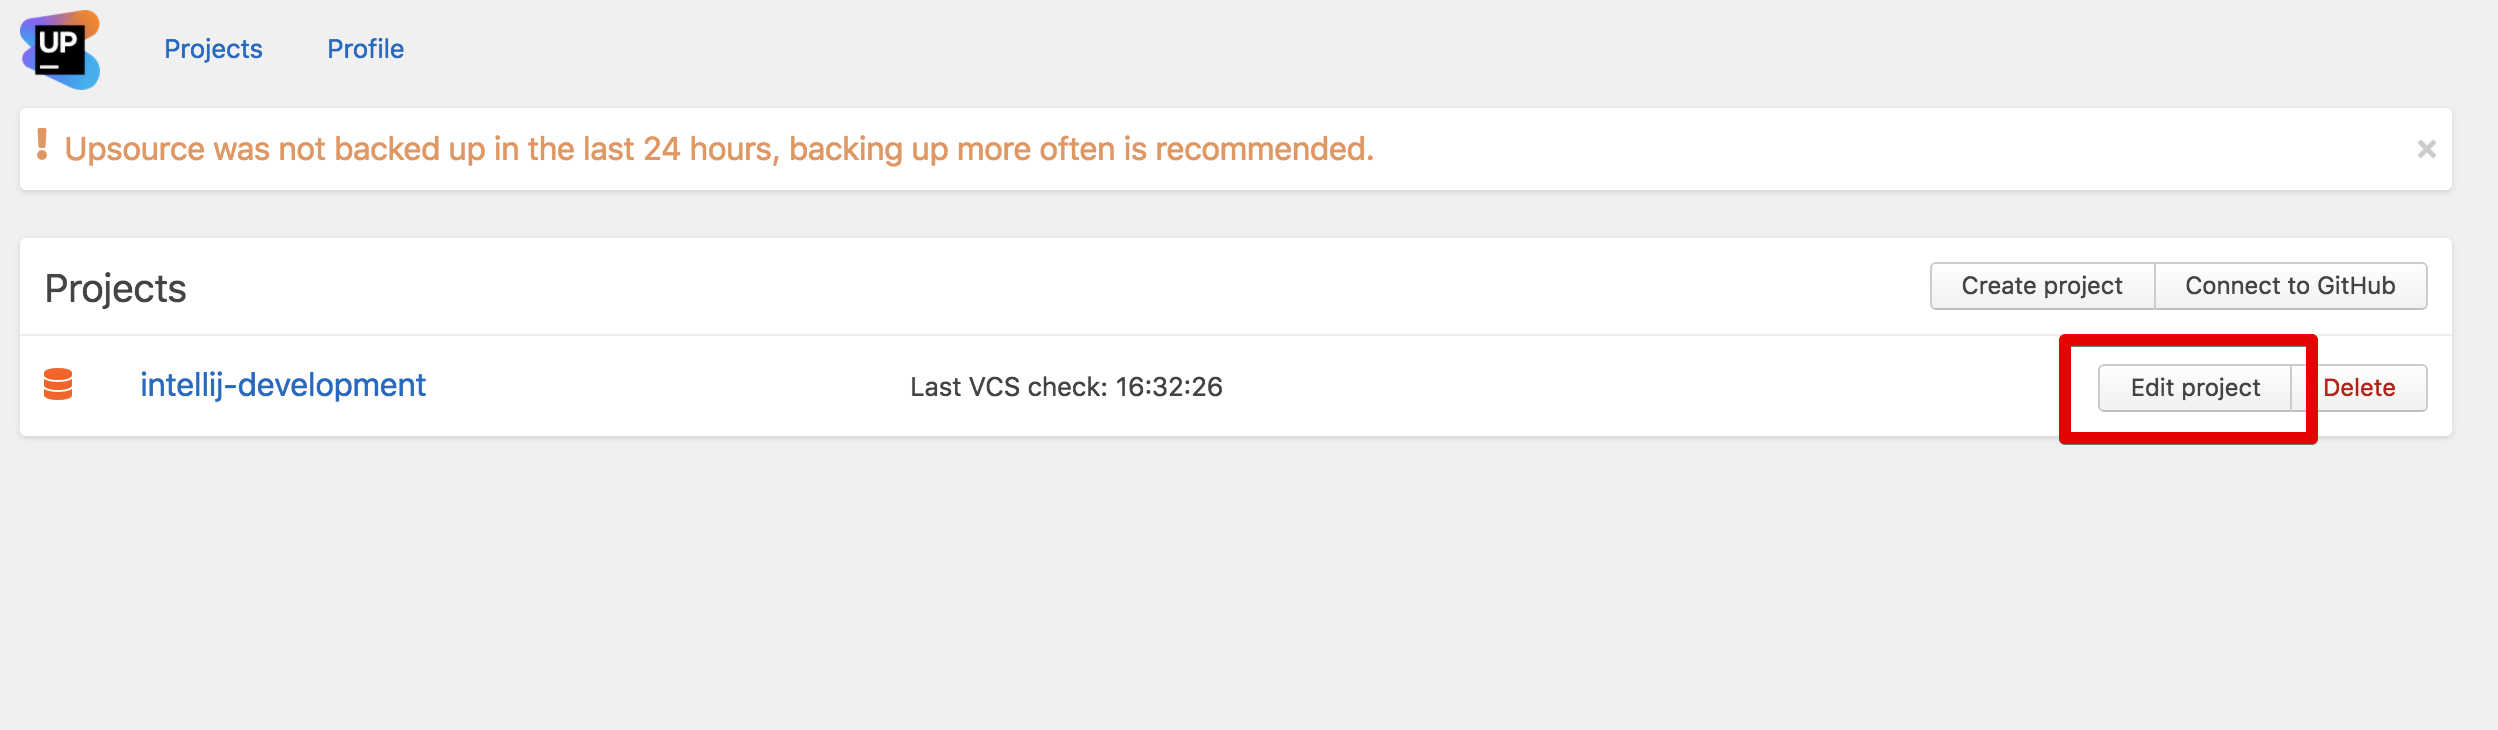 UP
Projects Profile
! Upsource was not backed up in the last 24 hours, backing up more often is recommended.
Projects Create project Connect to GitHub
intellij-development Last VCS check: 16:32:26 Edit project Delete